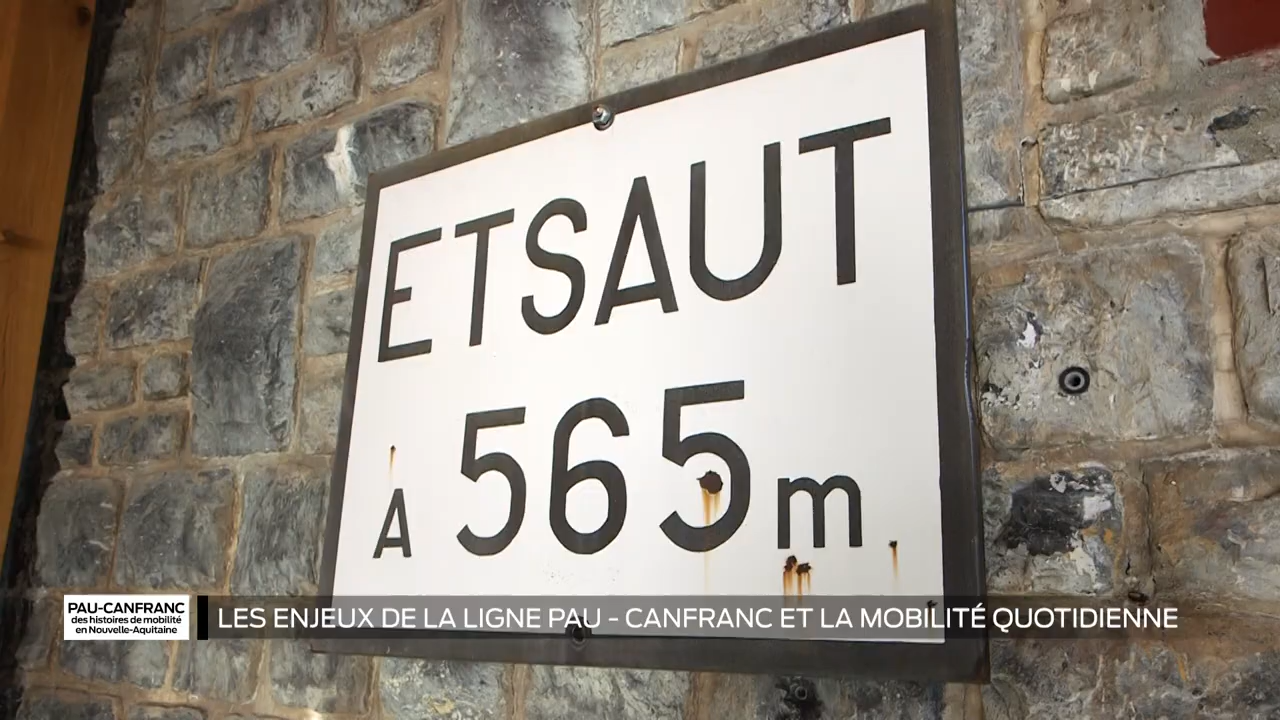 ETSAUT
A 565m
PAU-CANFRANC
des histoires de mobilité
en Nouvelle-Aquitaine
LES ENJEUX DE LA LIGNE PAU - CANFRANC ET LA MOBILITÉ QUOTIDIENNE